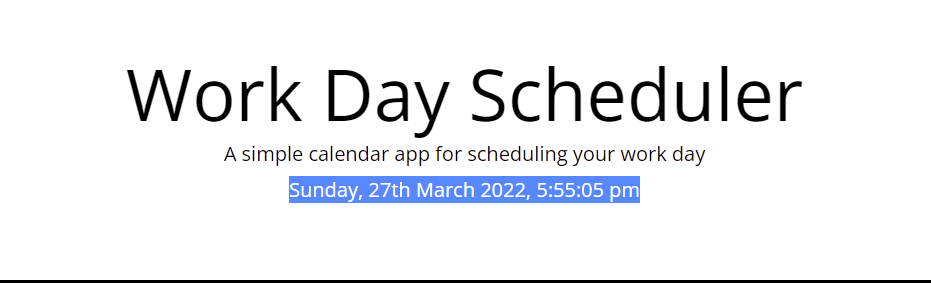 Work Day Scheduler
A simple calendar app for scheduling your work day
Sunday, 27th March 2022, 5:55:05 pm